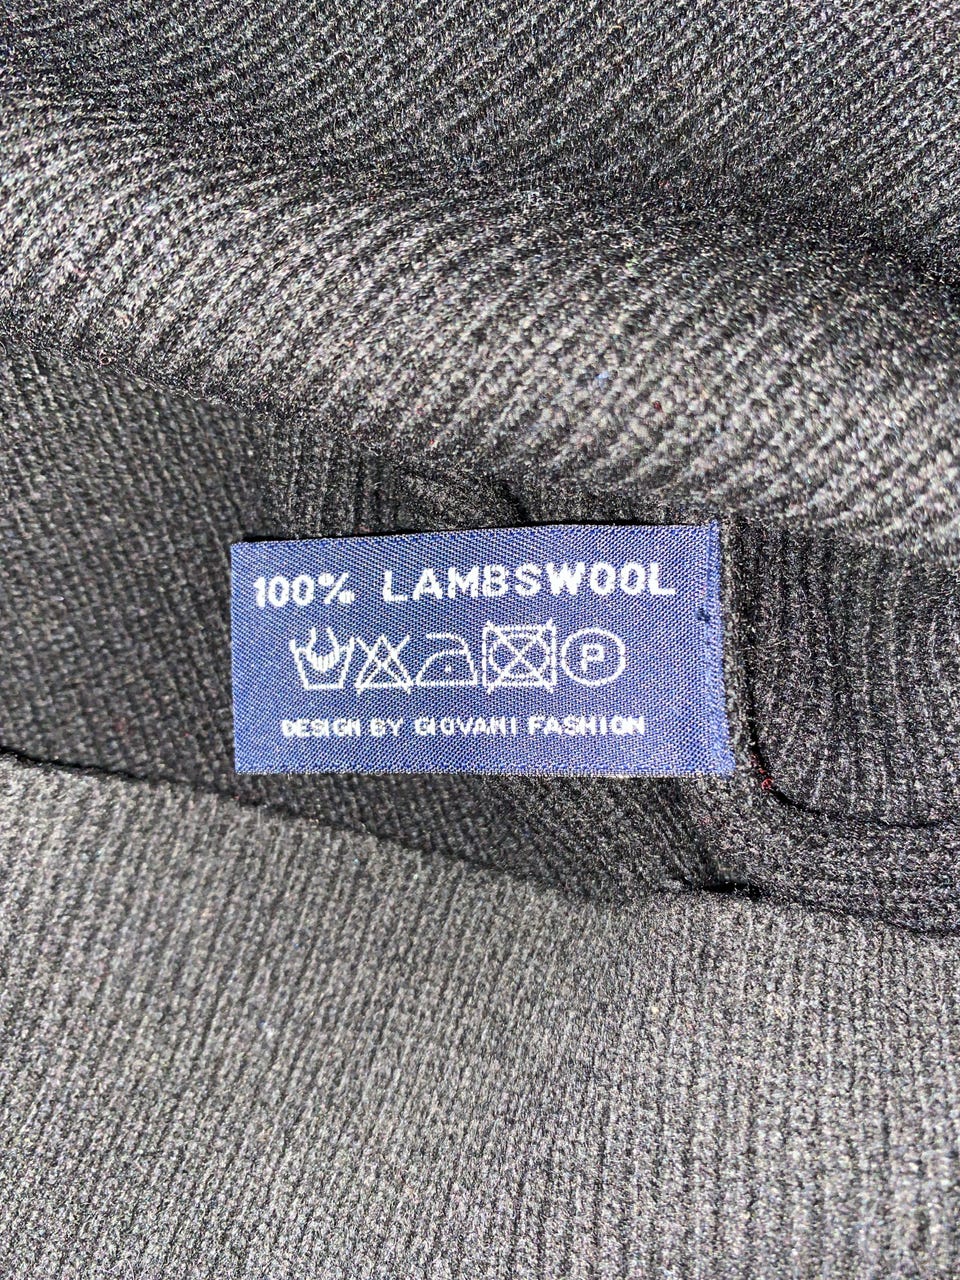 100% LAMBSWOOL
P
DESIGN BY GIOVANI FASHION